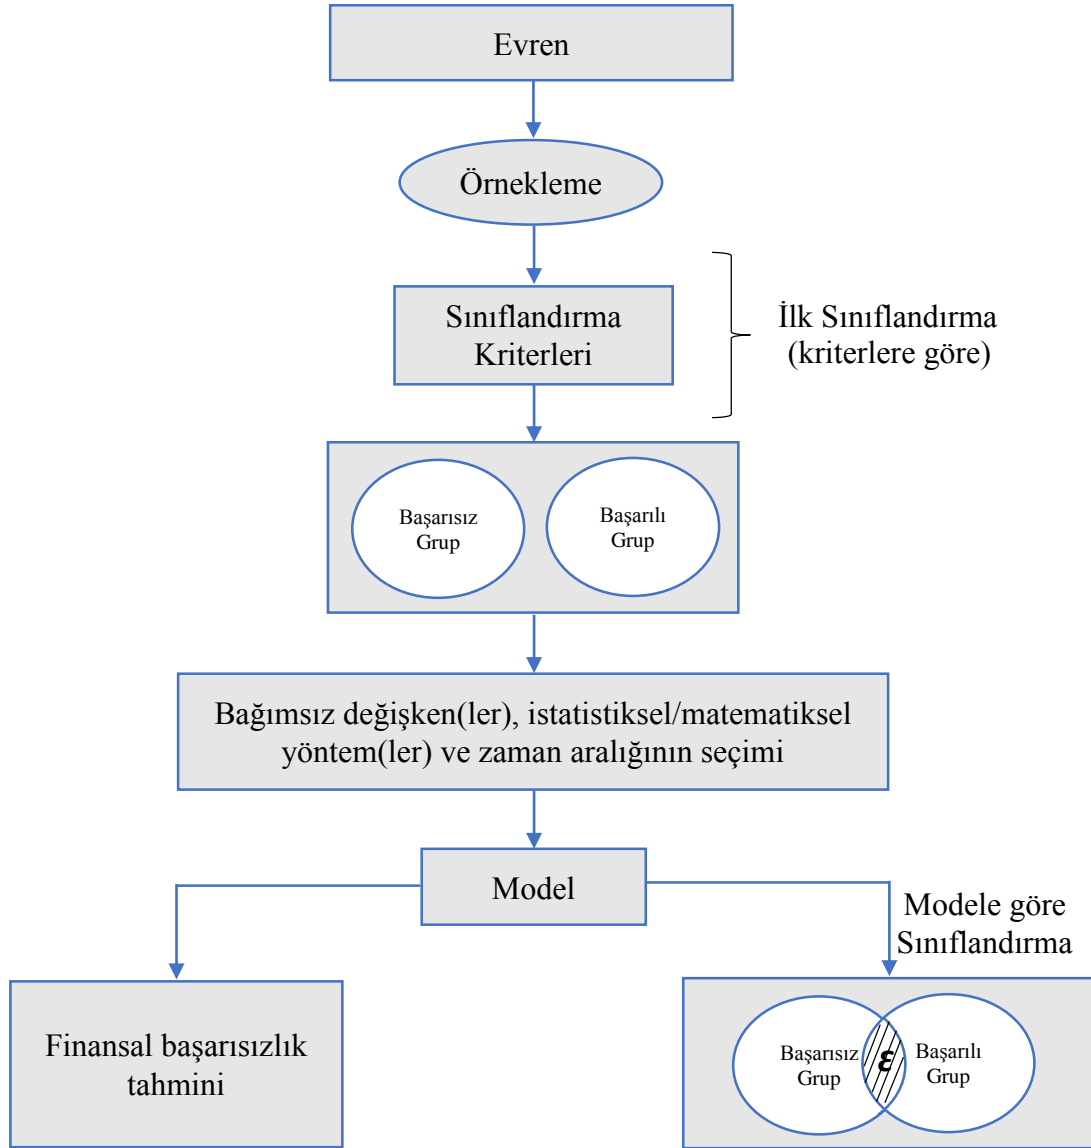 Evren
Örnekleme
Sınıflandırma
Kriterleri
İlk Sınıflandırma
(kriterlere göre)
Başarısız
Grup
Başarılı
Grup
Bağımsız değişken(ler), istatistiksel/matematiksel
yöntem(ler) ve zaman aralığının seçimi
Model
Modele göre
Sınıflandırma
Finansal başarısızlık
tahmini
Başarısız
Grup
ε
Başarılı
Grup